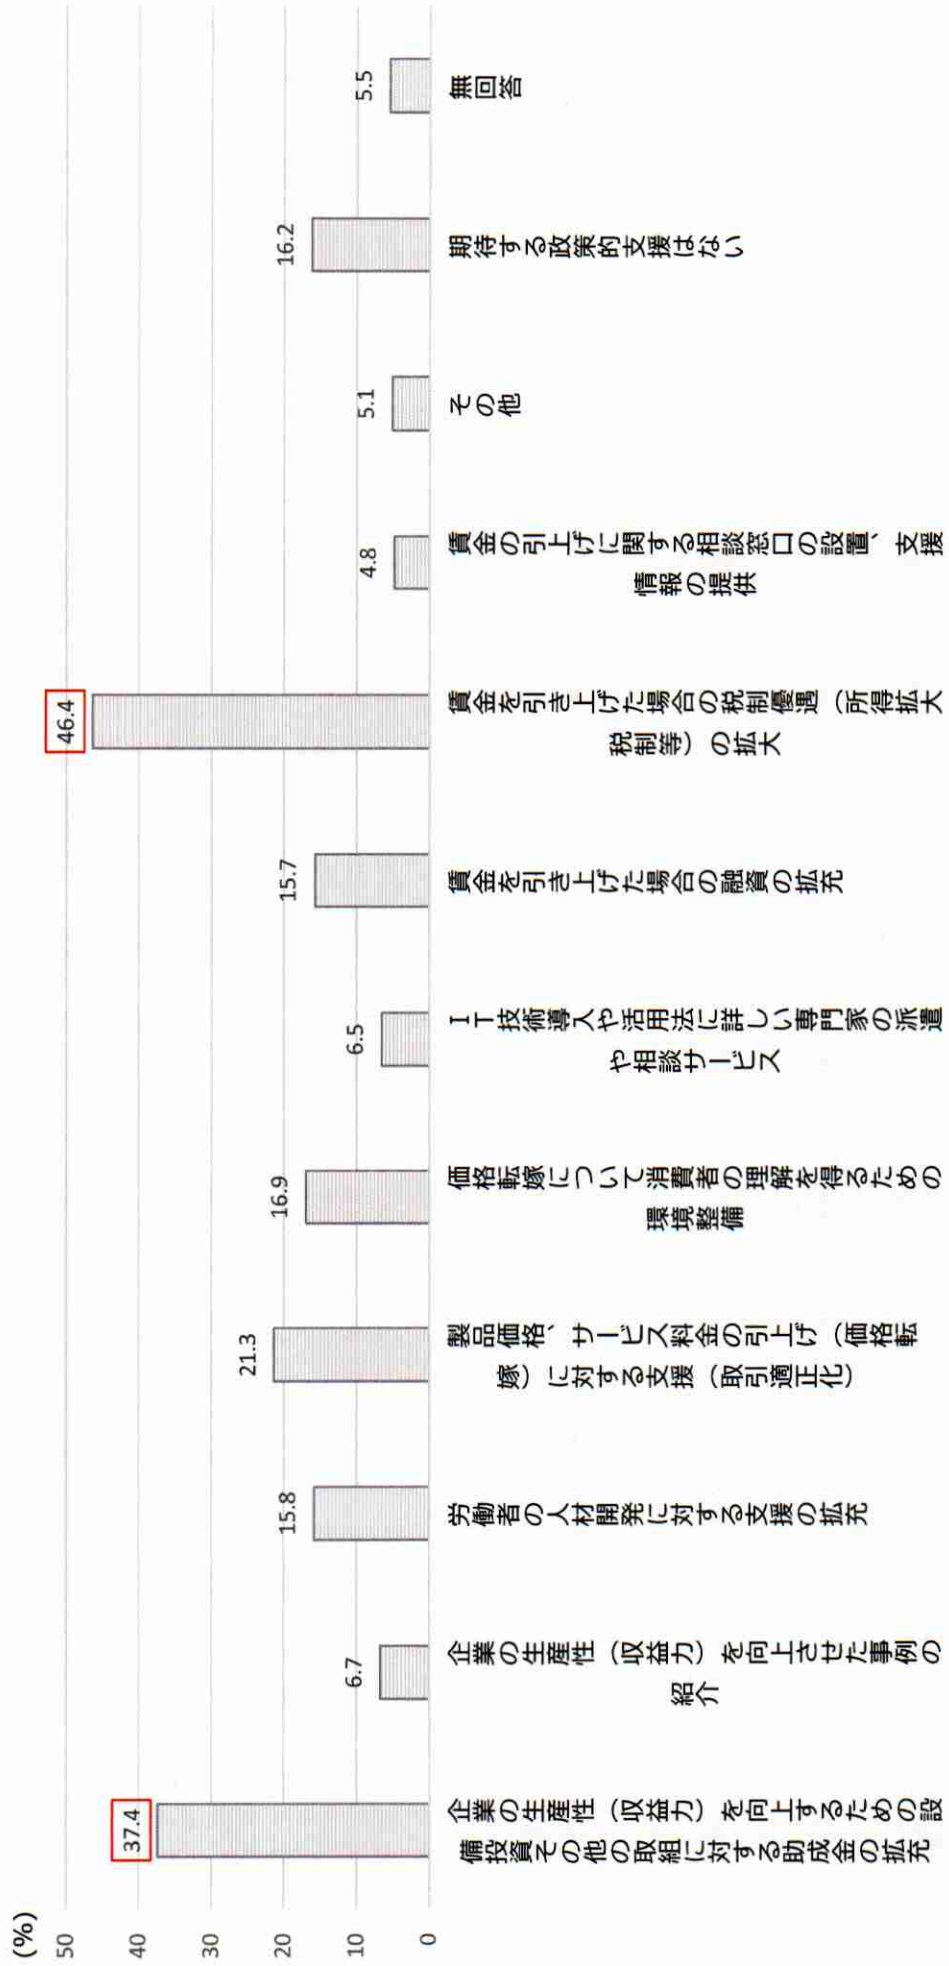 (%)
50
40
30
20
10
0
37.4
企業の生産性（収益力）を向上するための設
備投資その他の取組に対する助成金の拡充
6.7
企業の生産性（収益力）を向上させた事例の
紹介
15.8
労働者の人材開発に対する支援の拡充
21.3
製品価格、サービス料金の引上げ（価格転
嫁）に対する支援（取引適正化）
16.9
価格転嫁について消費者の理解を得るための
環境整備
6.5
ＩＴ技術導入や活用法に詳しい専門家の派遣
や相談サービス
15.7
賃金を引き上げた場合の融資の拡充
46.4
賃金を引き上げた場合の税制優遇（所得拡大
税制等）の拡大
4.8
賃金の引上げに関する相談窓口の設置、支援
情報の提供
5.1
その他
16.2
期待する政策的支援はない
5.5
無回答